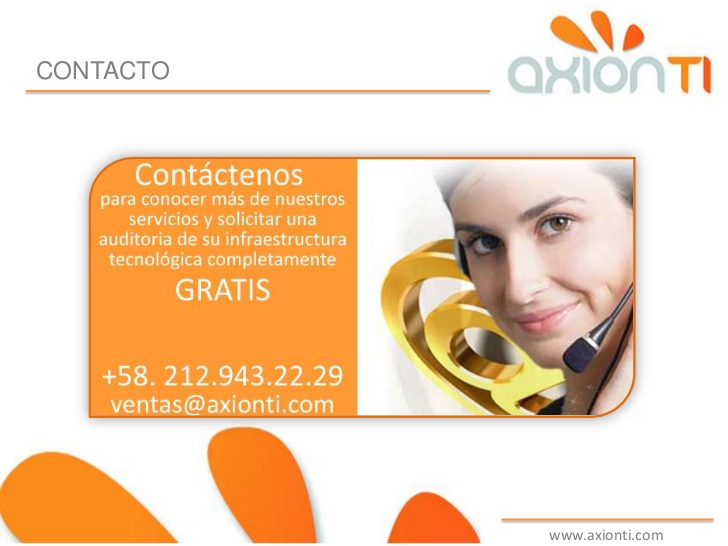 CONTACTO
axionTI
Contáctenos
para conocer más de nuestros
servicios y solicitar una
auditoria de su infraestructura
tecnológica completamente
GRATIS
+58. 212.943.22.29
ventas@axionti.com
www.axionti.com